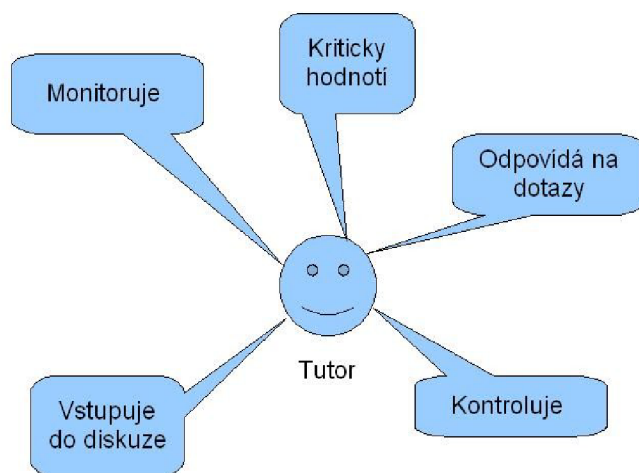 Kriticky
hodnotí
Monitoruje
Odpovídá na
dotazy
Tutor
Vstupuje
do diskuze
Kontroluje